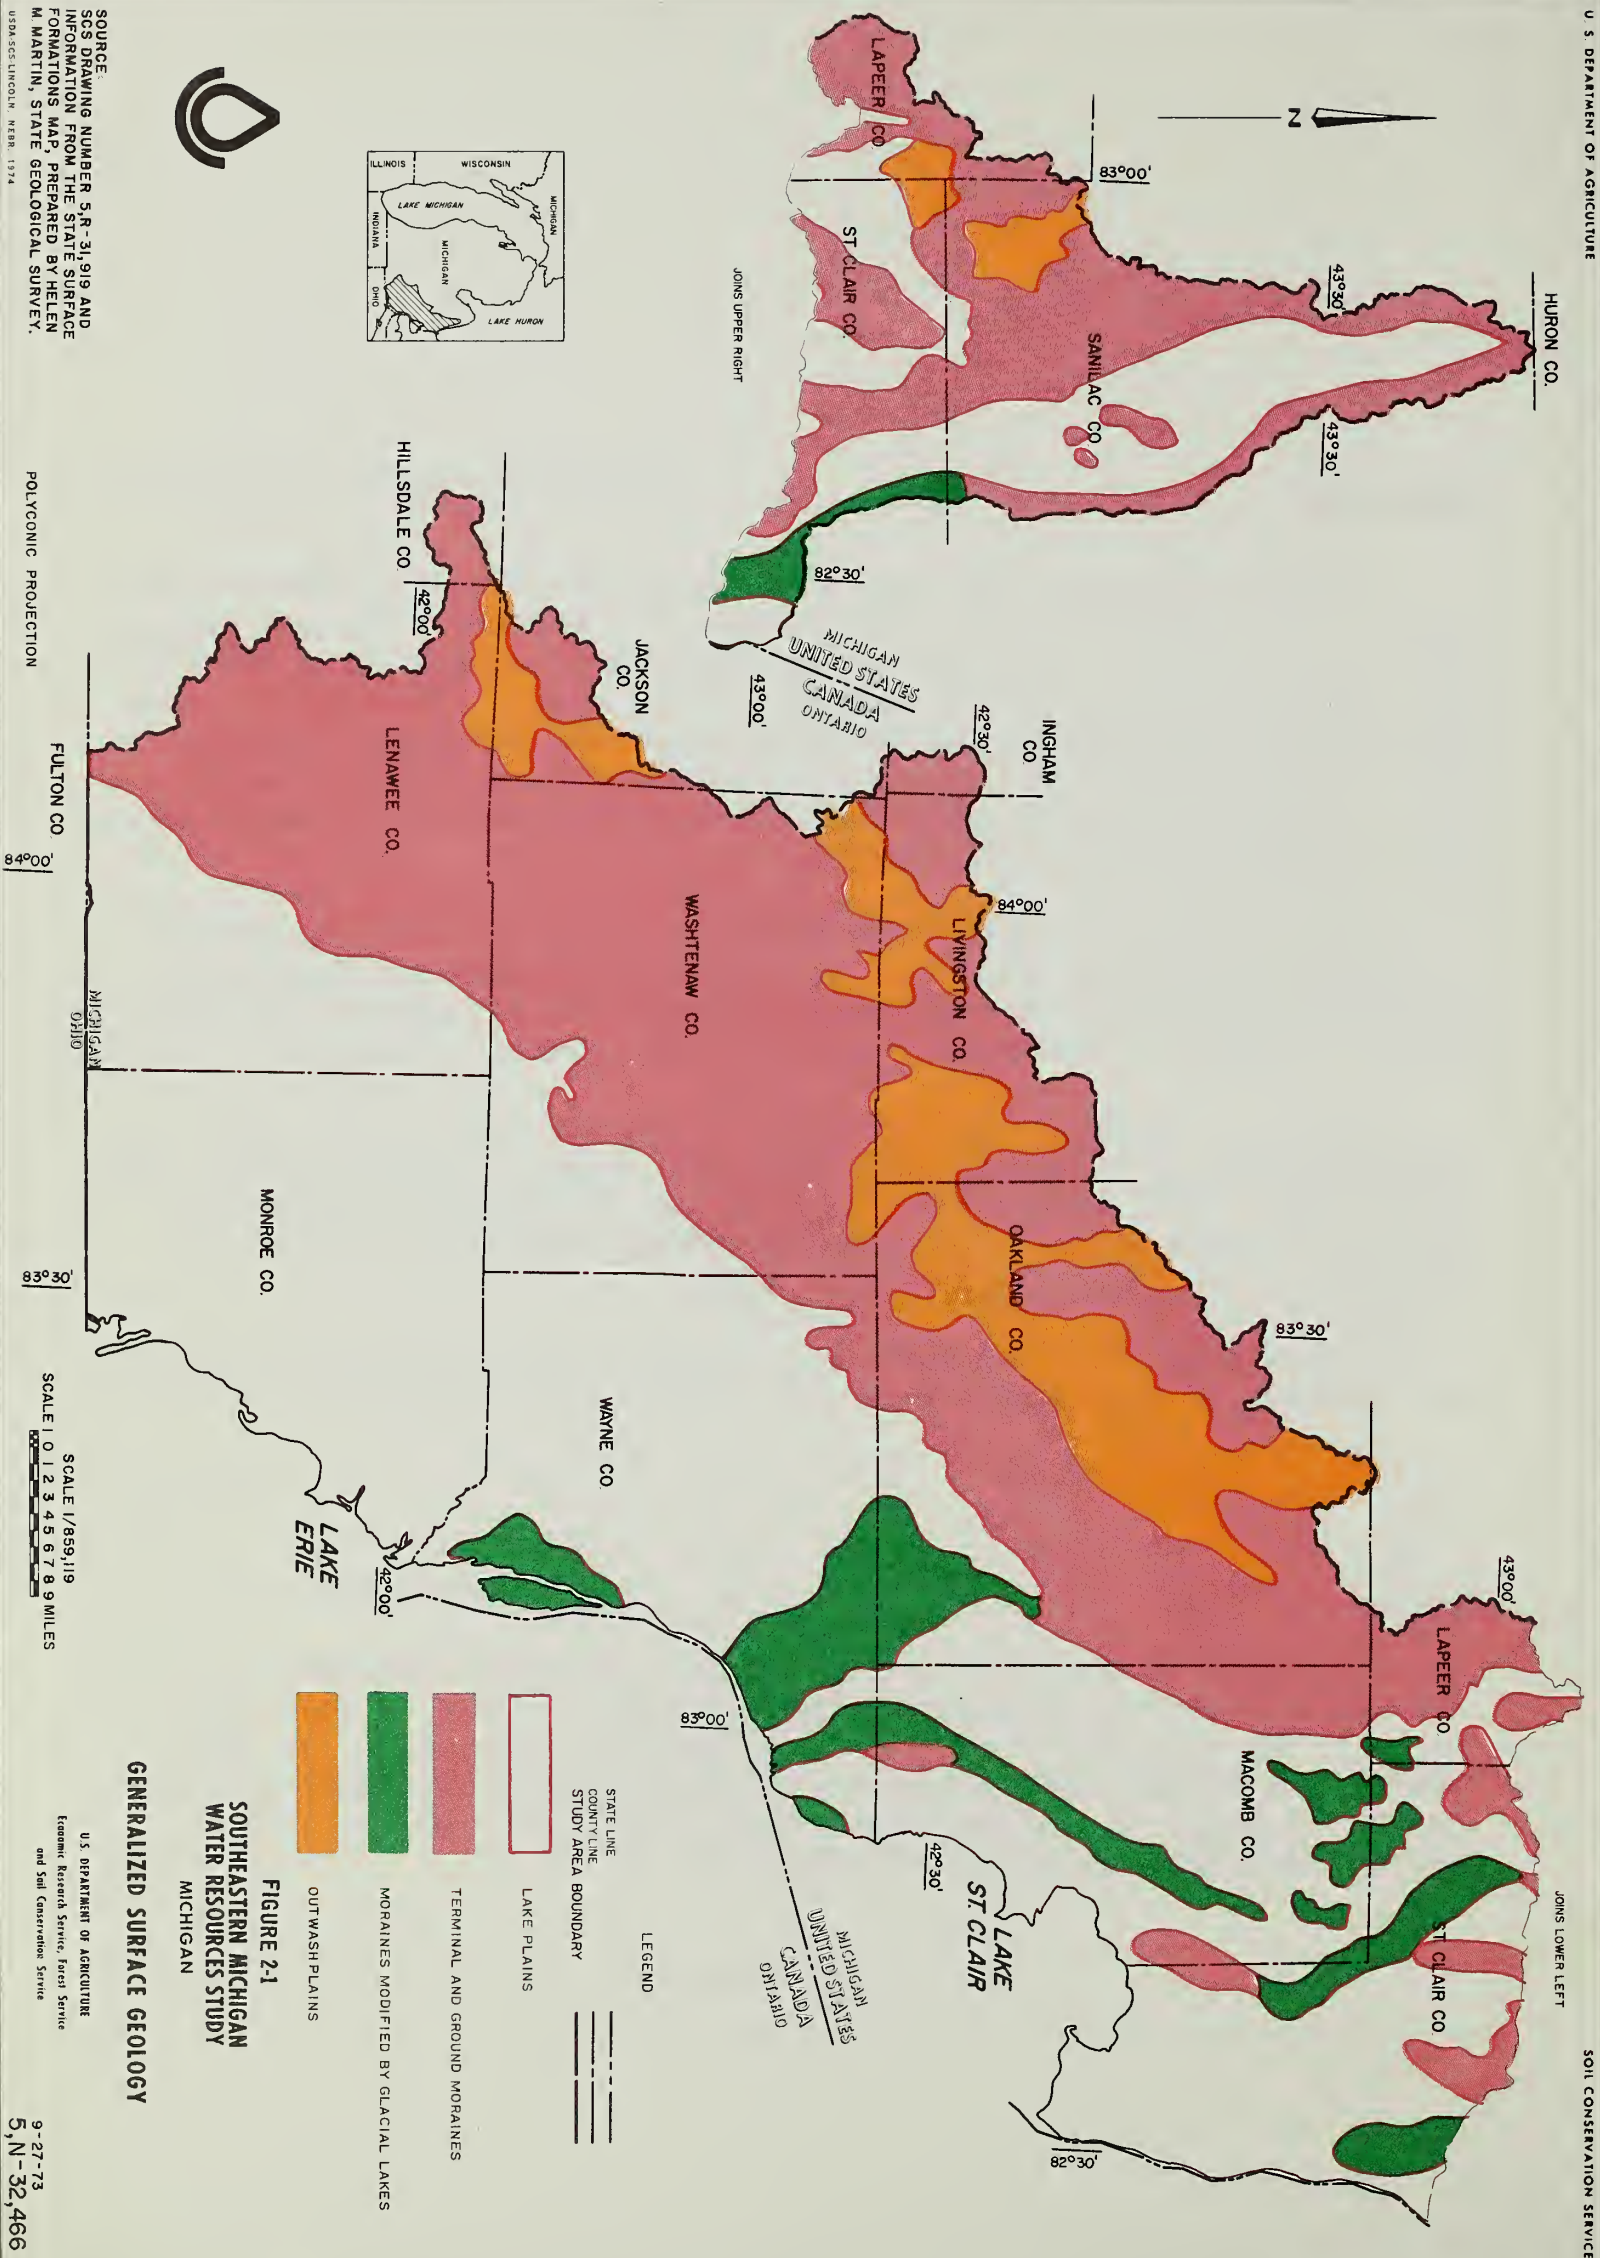 U. S. DEPARTMENT OF AGRICULTURE
SOIL CONSERVATION SERVICE
HURON CO.
43°30'
43°30'
83°00'
N
SANILAC CO.
LAPEER CO.
ST. CLAIR CO.
82°30'
JOINS UPPER RIGHT
MICHIGAN
UNITED STATES
CANADA
ONTARIO
43°00'
JOINS LOWER LEFT
43°00'
LAPEER CO.
ST CLAIR CO.
MACOMB CO.
83°30'
OAKLAND CO.
INGHAM
CO.
42°30'
84°00'
LIVINGSTON CO.
42°30'
LAKE
ST. CLAIR
82°30'
MICHIGAN
UNITED STATES
CANADA
ONTARIO
83°00'
WASHTENAW CO.
WAYNE CO.
JACKSON
CO.
HILLSDALE CO.
42°00'
LENAWEE CO.
MONROE CO.
42°00'
LAKE
ERIE
MICHIGAN
OHIO
FULTON CO.
84°00'
83°30'
WISCONSIN
MICHIGAN
ILLINOIS
LAKE MICHIGAN
MICHIGAN
INDIANA
OHIO
LAKE HURON
LEGEND
STATE LINE
COUNTY LINE
STUDY AREA BOUNDARY
LAKE PLAINS
TERMINAL AND GROUND MORAINES
MORAINES MODIFIED BY GLACIAL LAKES
OUTWASH PLAINS
FIGURE 2-1
SOUTHEASTERN MICHIGAN
WATER RESOURCES STUDY
MICHIGAN
GENERALIZED SURFACE GEOLOGY
U.S. DEPARTMENT OF AGRICULTURE
Economic Research Service, Forest Service
and Soil Conservation Service
SCALE 1/859,119
SCALE 1 0 1 2 3 4 5 6 7 8 9 MILES
POLYCONIC PROJECTION
SOURCE:
SCS DRAWING NUMBER 5,R-31,919 AND
INFORMATION FROM THE STATE SURFACE
FORMATIONS MAP, PREPARED BY HELEN
M. MARTIN, STATE GEOLOGICAL SURVEY.
USDA-SCS-LINCOLN, NEBR. 1974
9-27-73
5,N-32,466